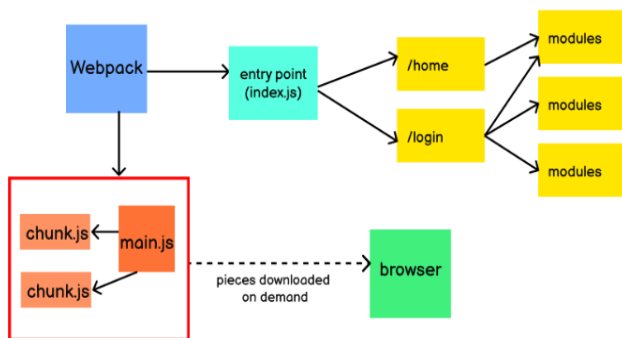 Webpack
entry point
(index.js)
/home
/login
modules
modules
modules
chunk.js
main.js
chunk.js
pieces downloaded
on demand
browser